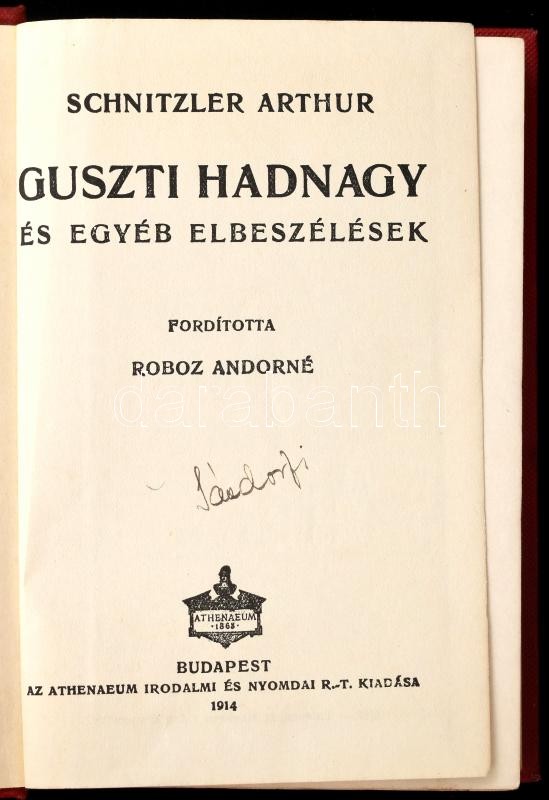 SCHNITZLER ARTHUR
GUSZTI HADNAGY
ÉS EGYÉB ELBESZÉLÉSEK
FORDÍTOTTA
ROBOZ ANDORNÉ
darabanth
Sándorfi
ATHENAEUM
·1868·
BUDAPEST
AZ ATHENAEUM IRODALMI ÉS NYOMDAI R.-T. KIADÁSA
1914